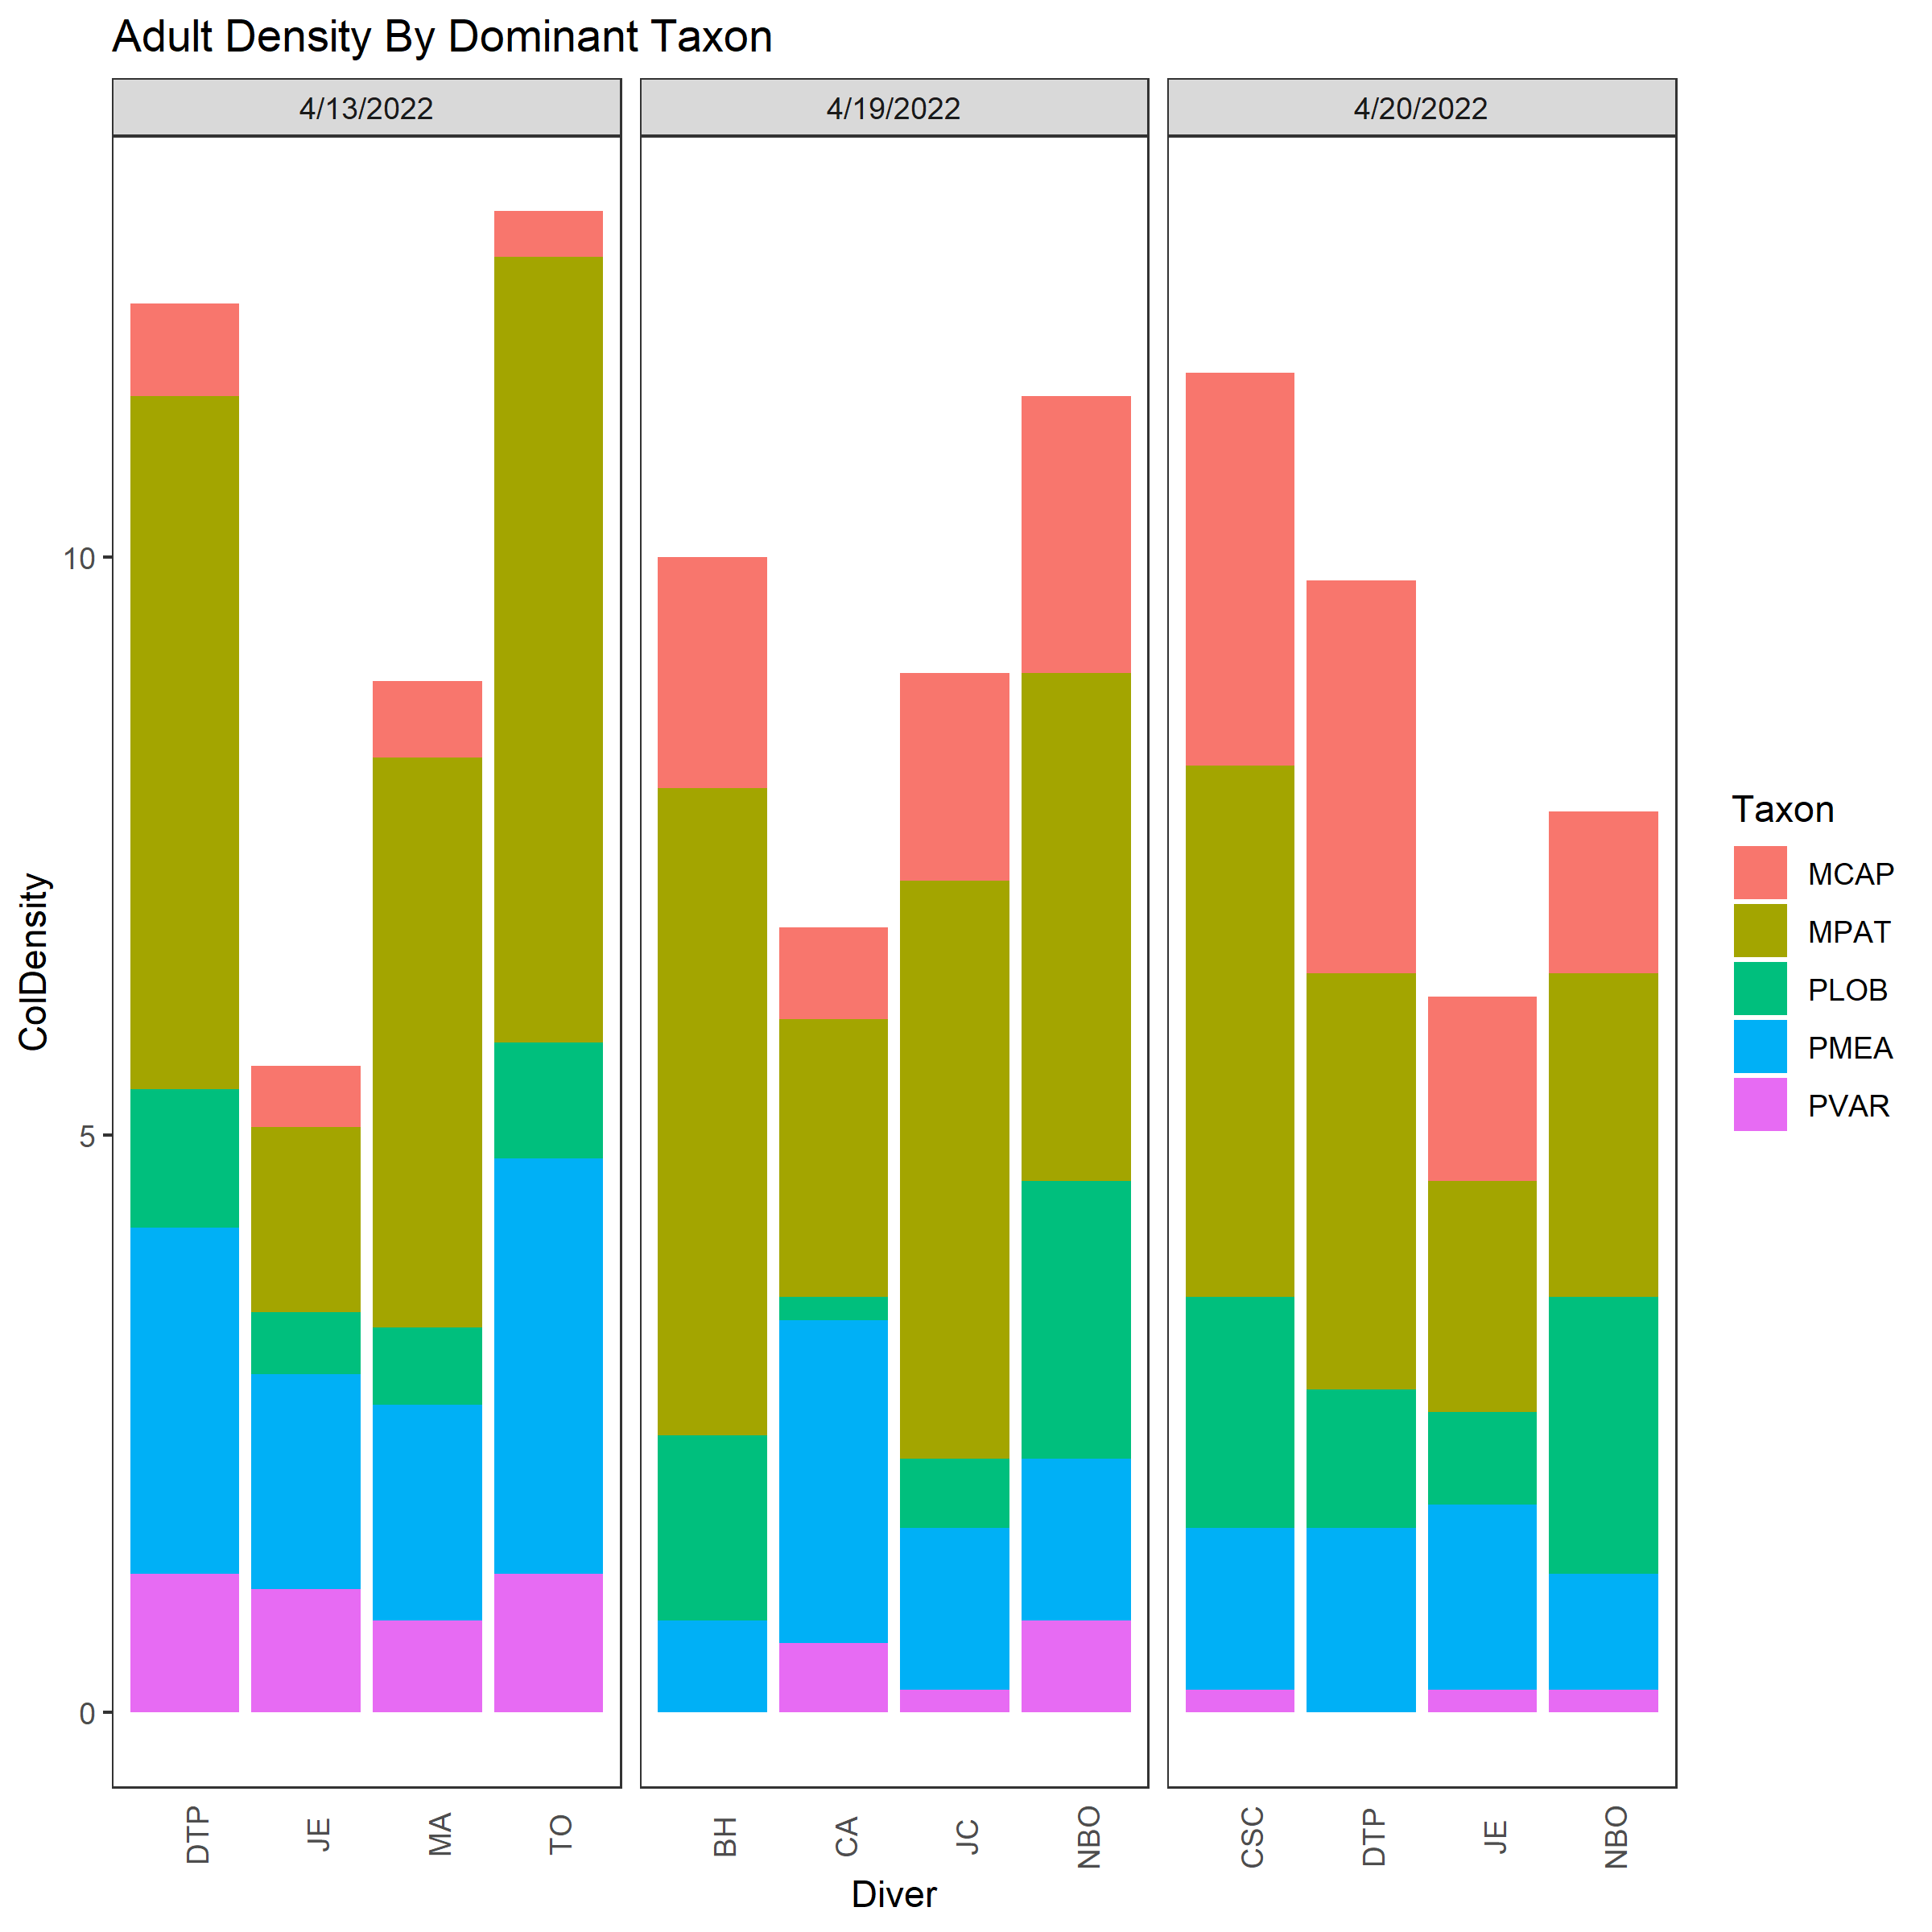 Adult Density By Dominant Taxon
4/13/2022
4/19/2022
4/20/2022
ColDensity
10
5
0
DTP
JE
MA
TO
BH
CA
JC
NBO
CSC
DTP
JE
NBO
Diver
Taxon
MCAP
MPAT
PLOB
PMEA
PVAR